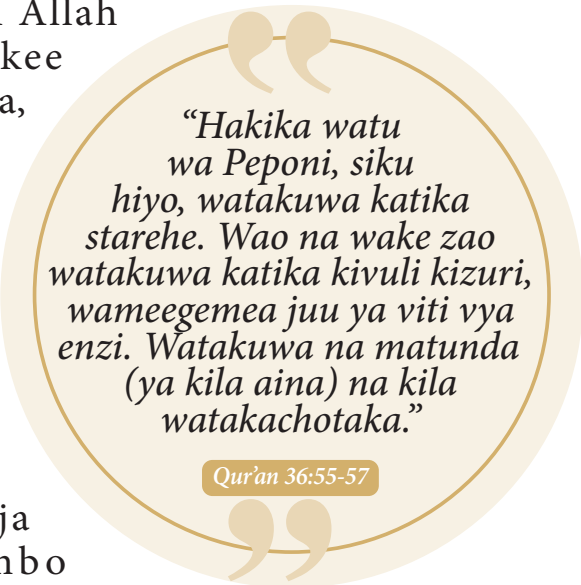 Allah
kee
a,
“Hakika watu
wa Peponi, siku
hiyo, watakuwa katika
starehe. Wao na wake zao
watakuwa katika kivuli kizuri,
wameegemea juu ya viti vya
enzi. Watakuwa na matunda
(ya kila aina) na kila
watakachotaka.”
Qur’an 36:55-57
ja
mbo